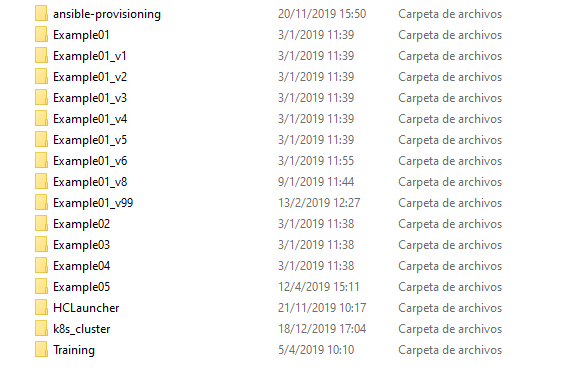 ansible-provisioning 20/11/2019 15:50 Carpeta de archivos
Example01 3/1/2019 11:39 Carpeta de archivos
Example01_v1 3/1/2019 11:39 Carpeta de archivos
Example01_v2 3/1/2019 11:39 Carpeta de archivos
Example01_v3 3/1/2019 11:39 Carpeta de archivos
Example01_v4 3/1/2019 11:39 Carpeta de archivos
Example01_v5 3/1/2019 11:39 Carpeta de archivos
Example01_v6 3/1/2019 11:55 Carpeta de archivos
Example01_v8 9/1/2019 11:44 Carpeta de archivos
Example01_v99 13/2/2019 12:27 Carpeta de archivos
Example02 3/1/2019 11:38 Carpeta de archivos
Example03 3/1/2019 11:38 Carpeta de archivos
Example04 3/1/2019 11:38 Carpeta de archivos
Example05 12/4/2019 15:11 Carpeta de archivos
HCLauncher 21/11/2019 10:17 Carpeta de archivos
k8s_cluster 18/12/2019 17:04 Carpeta de archivos
Training 5/4/2019 10:10 Carpeta de archivos